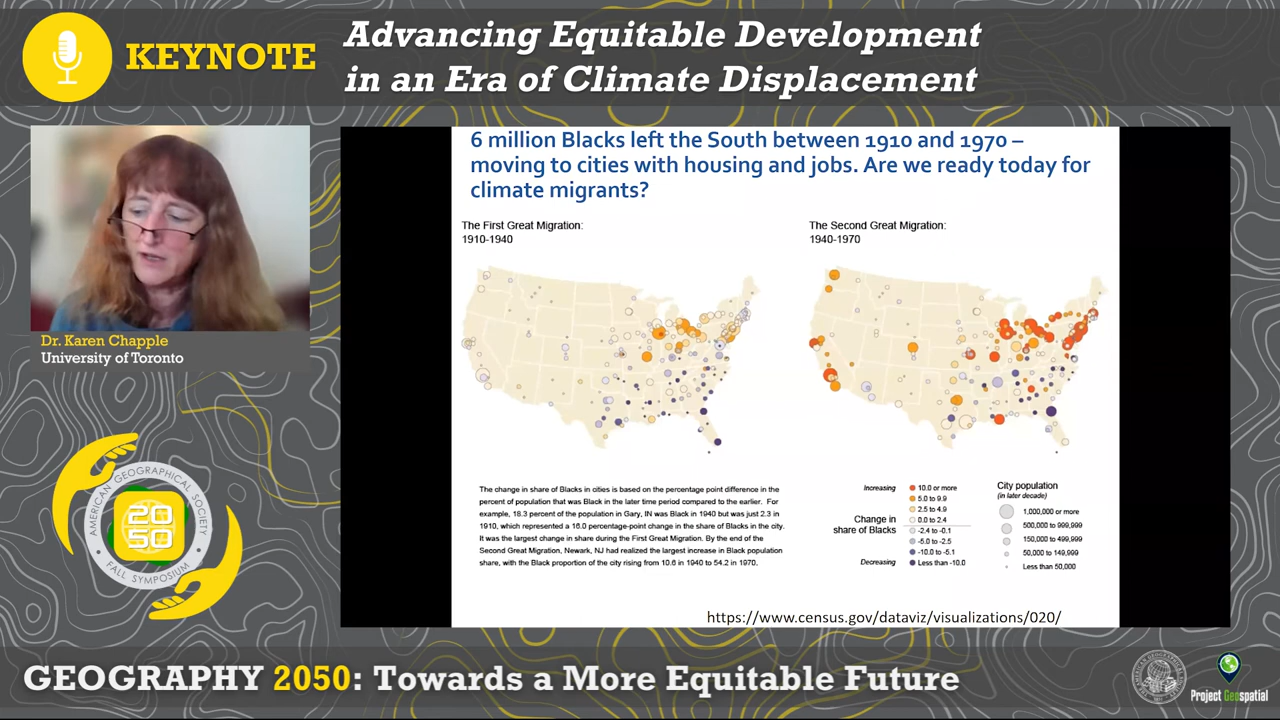 KEYNOTE
Advancing Equitable Development
in an Era of Climate Displacement
Dr. Karen Chapple
University of Toronto
AMERICAN GEOGRAPHICAL SOCIETY
2050
FALL SYMPOSIUM
6 million Blacks left the South between 1910 and 1970 –
moving to cities with housing and jobs. Are we ready today for
climate migrants?
The First Great Migration:
1910-1940
The Second Great Migration:
1940-1970
The change in share of Blacks in cities is based on the percentage point difference in the
percent of population that was Black in the later time period compared to the earlier. For
example, 18.3 percent of the population in Gary, IN was Black in 1940 but was just 2.3 in
1910, which represented a 16.0 percentage-point change in the share of Blacks in the city.
It was the largest change in share during the First Great Migration. By the end of the
Second Great Migration, Newark, NJ had realized the largest increase in Black population
share, with the Black proportion of the city rising from 10.6 in 1940 to 54.2 in 1970.
Change in
share of Blacks
Increasing
10.0 or more
5.0 to 9.9
2.5 to 4.9
0.0 to 2.4
-2.4 to -0.1
-5.0 to -2.5
-10.0 to -5.1
Decreasing
Less than -10.0
City population
(in later decade)
1,000,000 or more
500,000 to 999,999
150,000 to 499,999
50,000 to 149,999
Less than 50,000
https://www.census.gov/dataviz/visualizations/020/
GEOGRAPHY 2050: Towards a More Equitable Future
Project Geospatial